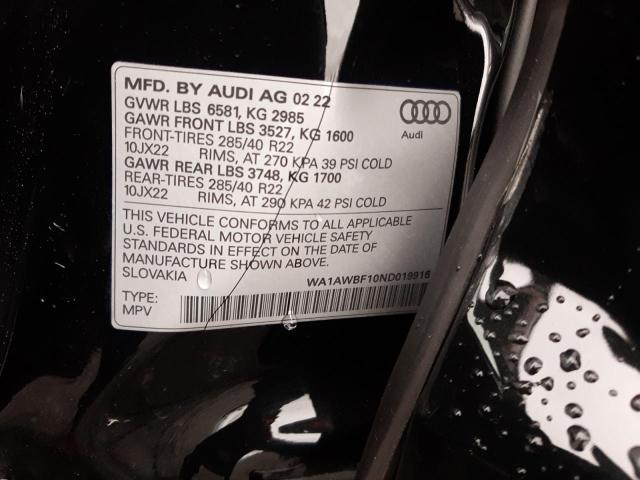 MFD. BY AUDI AG 02 22
GVWR LBS 6581, KG 2985
GAWR FRONT LBS 3527, KG 1600
FRONT-TIRES 285/40 R22
10JX22 RIMS, AT 270 KPA 39 PSI COLD
GAWR REAR LBS 3748, KG 1700
REAR-TIRES 285/40 R22
10JX22 RIMS, AT 290 KPA 42 PSI COLD
Audi
THIS VEHICLE CONFORMS TO ALL APPLICABLE
U.S. FEDERAL MOTOR VEHICLE SAFETY
STANDARDS IN EFFECT ON THE DATE OF
MANUFACTURE SHOWN ABOVE.
SLOVAKIA
WA1AWBF10ND019916
TYPE:
MPV